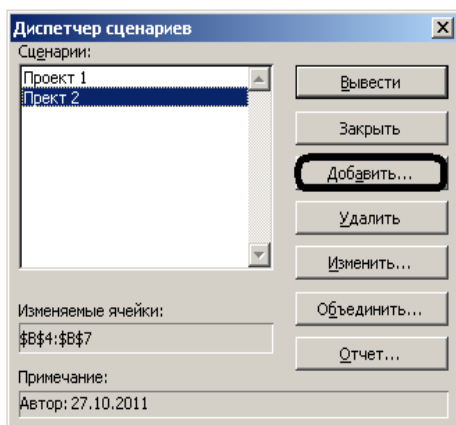 Диспетчер сценариев
Сценарии:
Проект 1
Прект 2
Вывести
Закрыть
Добавить...
Удалить
Изменить...
Объединить...
Отчет...
Изменяемые ячейки:
$B$4:$B$7
Примечание:
Автор: 27.10.2011